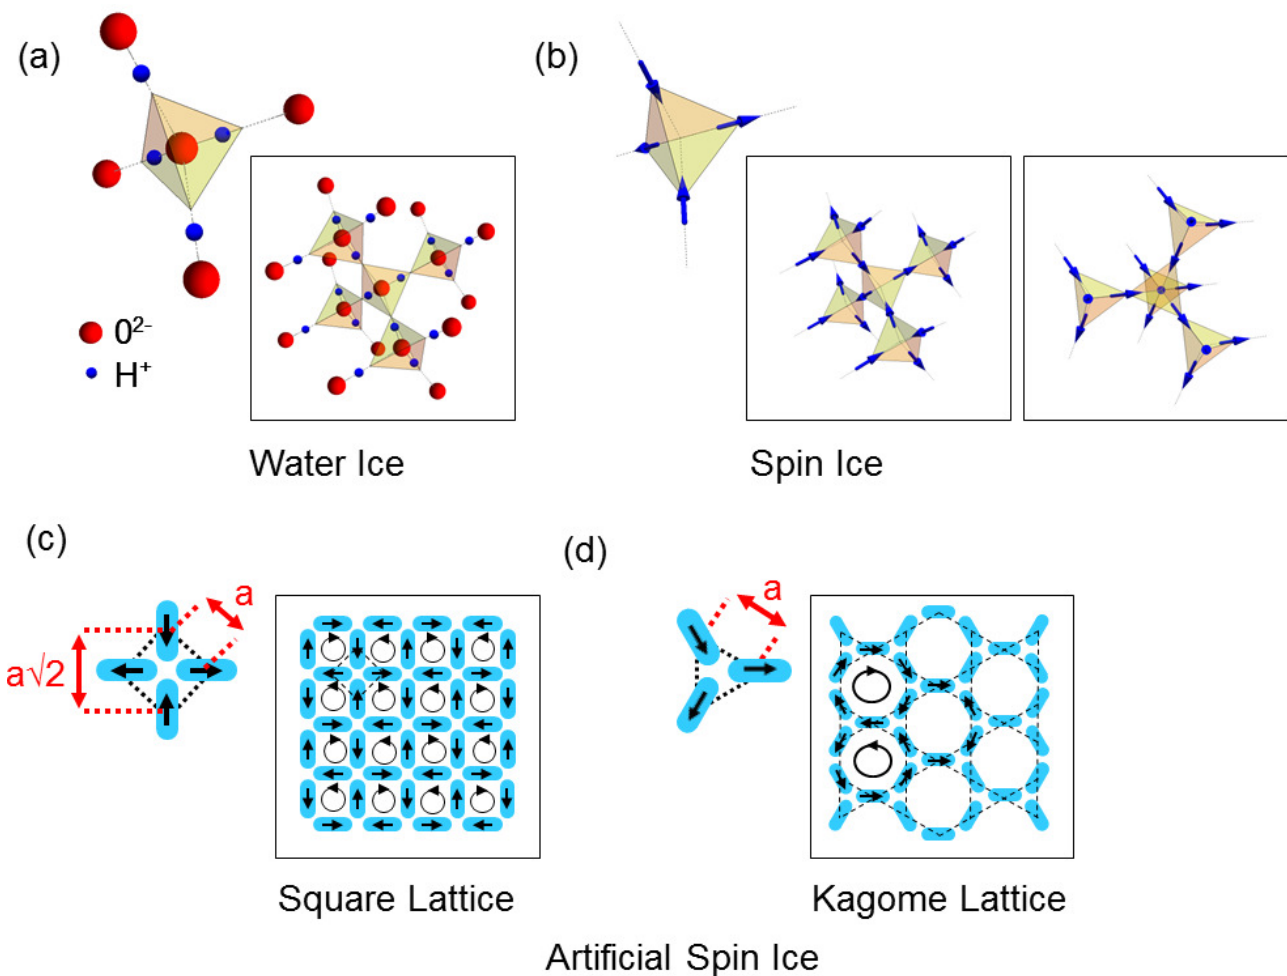 (a)
(b)
0²⁻
H⁺
Water Ice
Spin Ice
(c)
(d)
a
a√2
a
Square Lattice
Kagome Lattice
Artificial Spin Ice